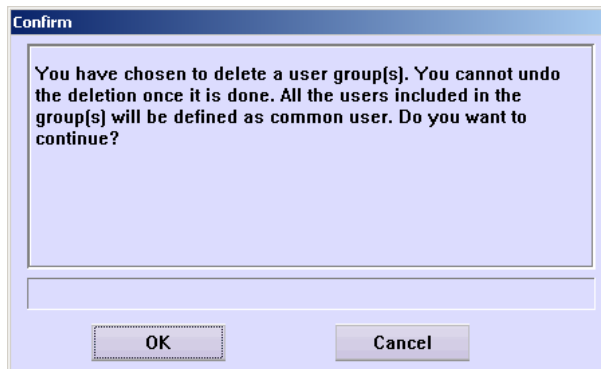 Confirm
You have chosen to delete a user group(s). You cannot undo
the deletion once it is done. All the users included in the
group(s) will be defined as common user. Do you want to
continue?
OK Cancel